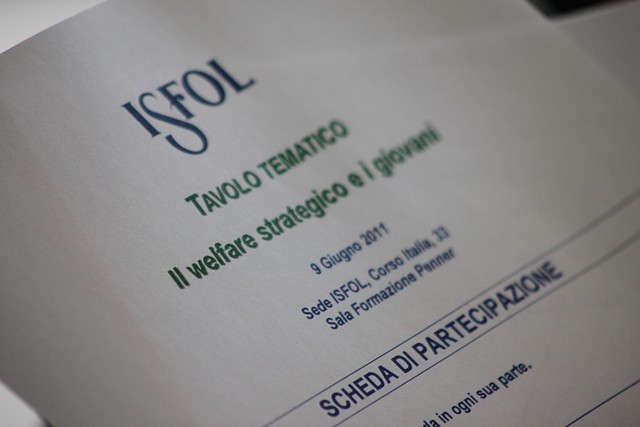 ISFOL
TAVOLO TEMATICO
Il welfare strategico e i giovani
9 Giugno 2011
Sede ISFOL, Corso Italia, 33
Sala Formazione Penner
SCHEDA DI PARTECIPAZIONE
in ogni sua parte.